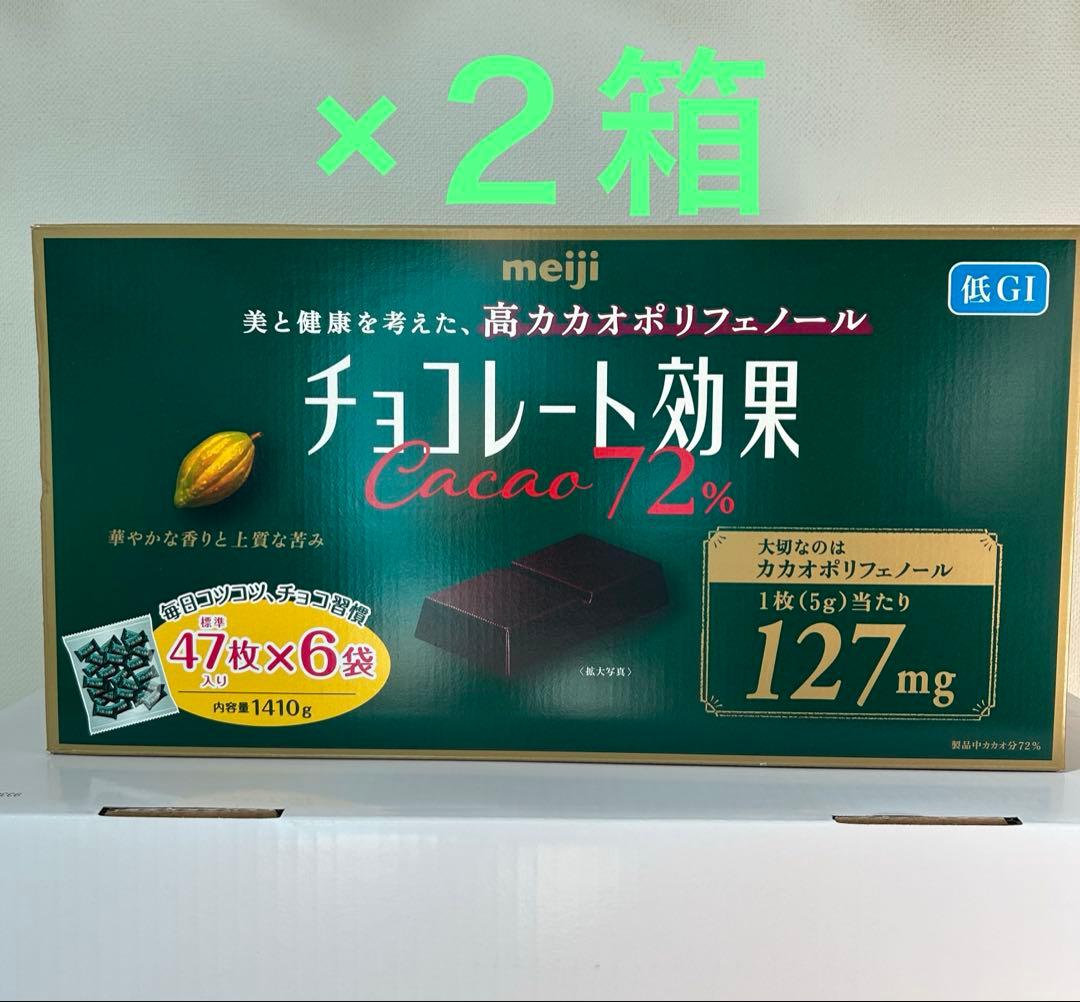 ×2箱
meiji
低GI
美と健康を考えた、高カカオポリフェノール
チョコレート効果
Cacao72%
華やかな香りと上質な苦み
大切なのは
カカオポリフェノール
1枚(5g)当たり
127mg
毎日コツコツ、チョコ習慣
標準
47枚×6袋
入り
内容量1410g
〈拡大写真〉
製品中カカオ分72%